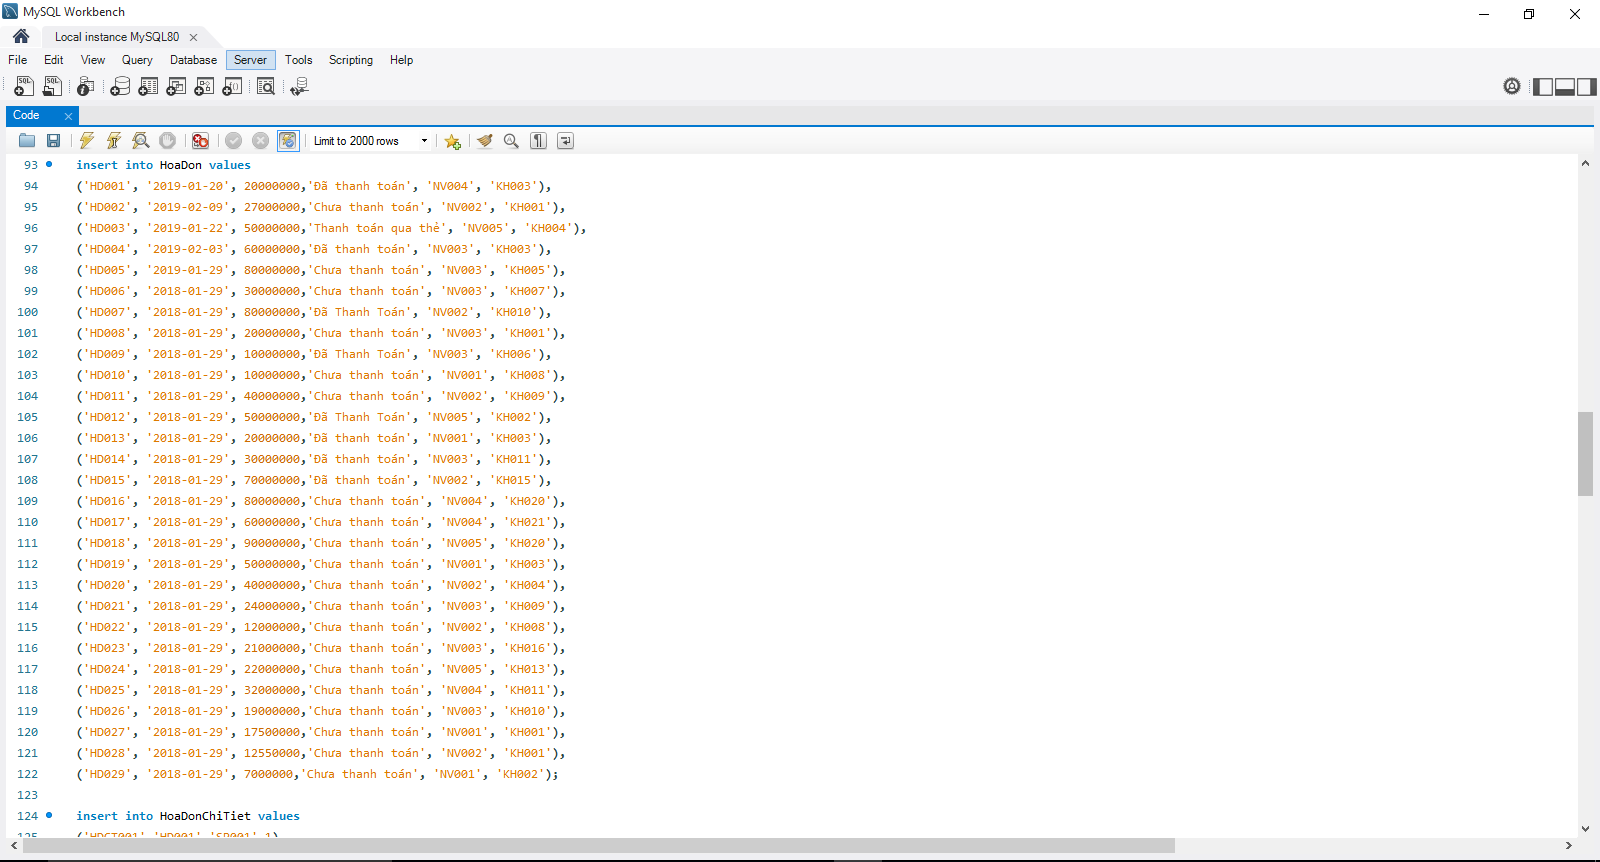 MySQL Workbench
Local instance MySQL80
File Edit View Query Database Server Tools Scripting Help
Code
Limit to 2000 rows
93 insert into HoaDon values
94 ('HD001', '2019-01-20', 20000000,'Đã thanh toán', 'NV004', 'KH003'),
95 ('HD002', '2019-02-09', 27000000,'Chưa thanh toán', 'NV002', 'KH001'),
96 ('HD003', '2019-01-22', 50000000,'Thanh toán qua thẻ', 'NV005', 'KH004'),
97 ('HD004', '2019-02-03', 60000000,'Đã thanh toán', 'NV003', 'KH003'),
98 ('HD005', '2019-01-29', 80000000,'Chưa thanh toán', 'NV003', 'KH005'),
99 ('HD006', '2018-01-29', 30000000,'Chưa thanh toán', 'NV003', 'KH007'),
100 ('HD007', '2018-01-29', 80000000,'Đã Thanh Toán', 'NV002', 'KH010'),
101 ('HD008', '2018-01-29', 20000000,'Chưa thanh toán', 'NV003', 'KH001'),
102 ('HD009', '2018-01-29', 10000000,'Đã Thanh Toán', 'NV003', 'KH006'),
103 ('HD010', '2018-01-29', 10000000,'Chưa thanh toán', 'NV001', 'KH008'),
104 ('HD011', '2018-01-29', 40000000,'Chưa thanh toán', 'NV002', 'KH009'),
105 ('HD012', '2018-01-29', 50000000,'Đã Thanh Toán', 'NV005', 'KH002'),
106 ('HD013', '2018-01-29', 20000000,'Đã thanh toán', 'NV001', 'KH003'),
107 ('HD014', '2018-01-29', 30000000,'Đã thanh toán', 'NV003', 'KH011'),
108 ('HD015', '2018-01-29', 70000000,'Đã thanh toán', 'NV002', 'KH015'),
109 ('HD016', '2018-01-29', 80000000,'Chưa thanh toán', 'NV004', 'KH020'),
110 ('HD017', '2018-01-29', 60000000,'Chưa thanh toán', 'NV004', 'KH021'),
111 ('HD018', '2018-01-29', 90000000,'Chưa thanh toán', 'NV005', 'KH020'),
112 ('HD019', '2018-01-29', 50000000,'Chưa thanh toán', 'NV001', 'KH003'),
113 ('HD020', '2018-01-29', 40000000,'Chưa thanh toán', 'NV002', 'KH004'),
114 ('HD021', '2018-01-29', 24000000,'Chưa thanh toán', 'NV003', 'KH009'),
115 ('HD022', '2018-01-29', 12000000,'Chưa thanh toán', 'NV002', 'KH008'),
116 ('HD023', '2018-01-29', 21000000,'Chưa thanh toán', 'NV003', 'KH016'),
117 ('HD024', '2018-01-29', 22000000,'Chưa thanh toán', 'NV005', 'KH013'),
118 ('HD025', '2018-01-29', 32000000,'Chưa thanh toán', 'NV004', 'KH011'),
119 ('HD026', '2018-01-29', 19000000,'Chưa thanh toán', 'NV003', 'KH010'),
120 ('HD027', '2018-01-29', 17500000,'Chưa thanh toán', 'NV001', 'KH001'),
121 ('HD028', '2018-01-29', 12550000,'Chưa thanh toán', 'NV002', 'KH001'),
122 ('HD029', '2018-01-29', 7000000,'Chưa thanh toán', 'NV001', 'KH002');
123
124 insert into HoaDonChiTiet values
125 ('HDCT001','HD001','SP001',1)